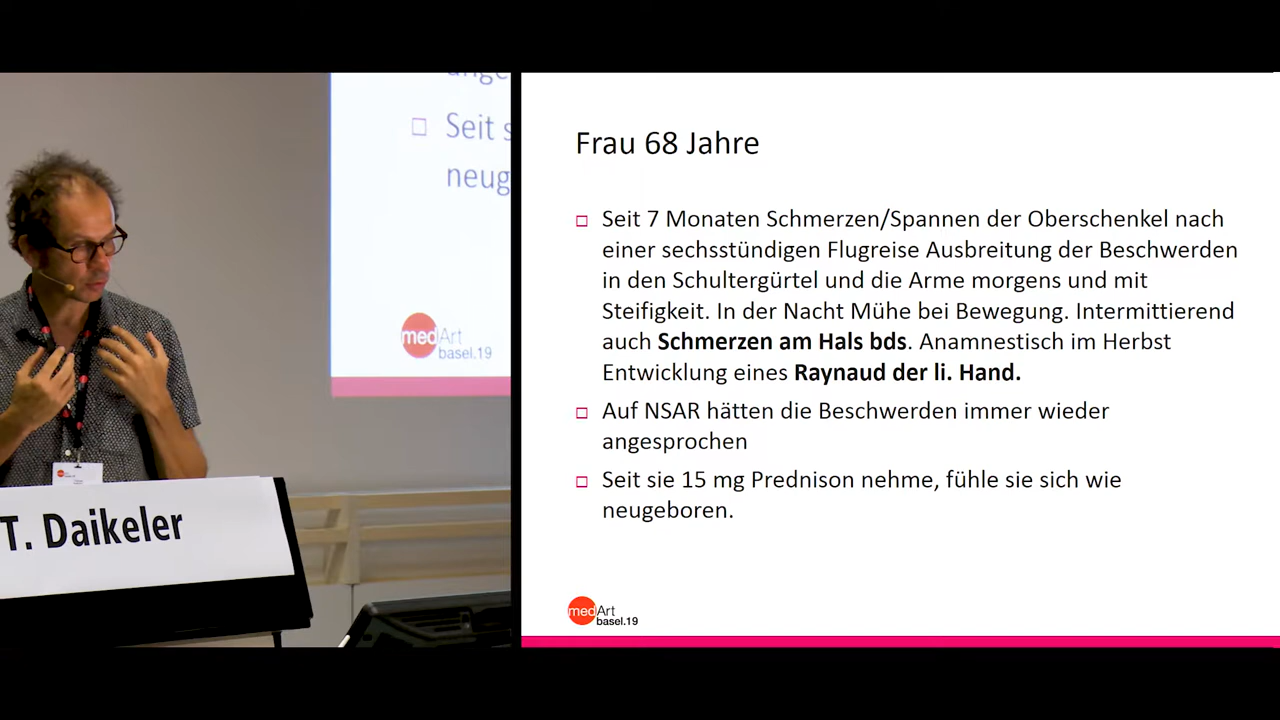 Seit
neug
medArt
basel.19
T. Daikeler
Frau 68 Jahre
Seit 7 Monaten Schmerzen/Spannen der Oberschenkel nach
einer sechsstündigen Flugreise Ausbreitung der Beschwerden
in den Schultergürtel und die Arme morgens und mit
Steifigkeit. In der Nacht Mühe bei Bewegung. Intermittierend
auch Schmerzen am Hals bds. Anamnestisch im Herbst
Entwicklung eines Raynaud der li. Hand.
Auf NSAR hätten die Beschwerden immer wieder
angesprochen
Seit sie 15 mg Prednison nehme, fühle sie sich wie
neugeboren.
medArt
basel.19